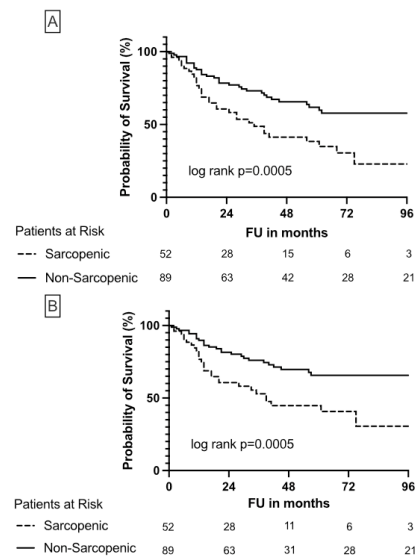 A
Probability of Survival (%)
100
50
0
log rank p=0.0005
0 24 48 72 96
FU in months
Patients at Risk
Sarcopenic 52 28 15 6 3
Non-Sarcopenic 89 63 42 28 21
B
Probability of Survival (%)
100
50
0
log rank p=0.0005
0 24 48 72 96
FU in months
Patients at Risk
Sarcopenic 52 28 11 6 3
Non-Sarcopenic 89 63 31 28 21